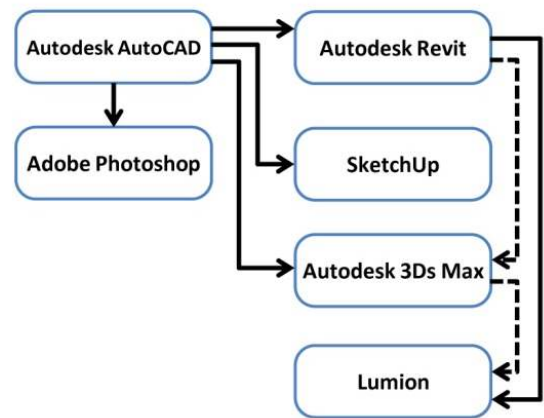 Autodesk AutoCAD
Autodesk Revit
Adobe Photoshop
SketchUp
Autodesk 3Ds Max
Lumion